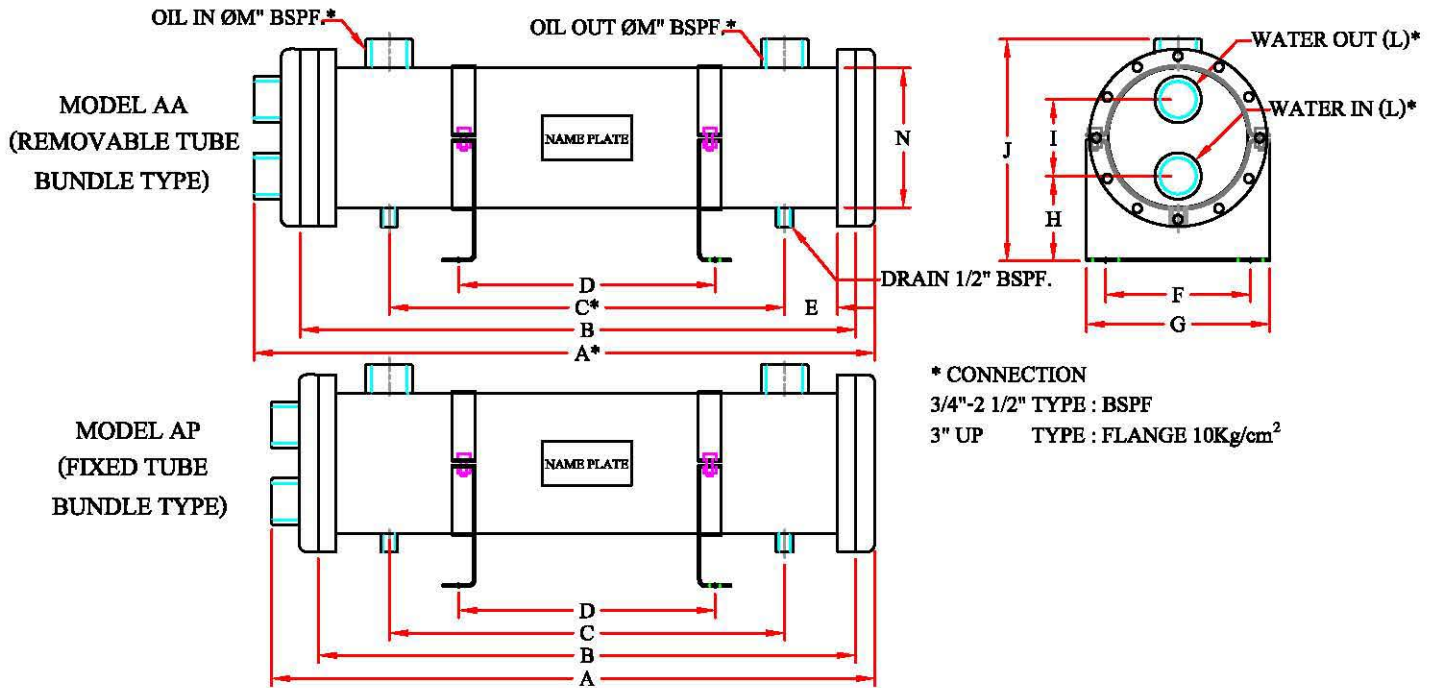 OIL IN ØM" BSPF.*
OIL OUT ØM" BSPF.*
WATER OUT (L)*
WATER IN (L)*
MODEL AA
(REMOVABLE TUBE
BUNDLE TYPE)
NAME PLATE
N
J
I
H
DRAIN 1/2" BSPF.
D
C*
E
B
A*
F
G
* CONNECTION
3/4"-2 1/2" TYPE : BSPF
3" UP TYPE : FLANGE 10Kg/cm²
MODEL AP
(FIXED TUBE
BUNDLE TYPE)
NAME PLATE
D
C
B
A